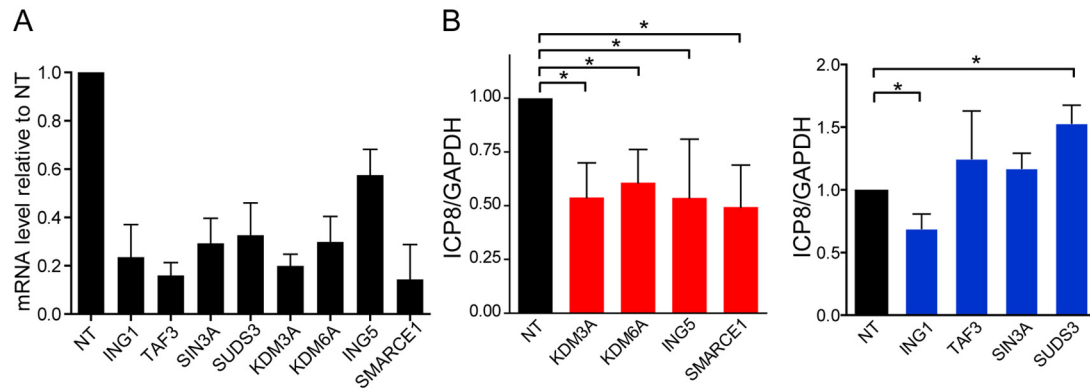 A
mRNA level relative to NT
1.0
0.8
0.6
0.4
0.2
0.0
NT
ING1
TAF3
SIN3A
SUDS3
KDM3A
KDM6A
ING5
SMARCE1
B
ICP8/GAPDH
1.00
0.75
0.50
0.25
0.00
*
*
*
*
NT
KDM3A
KDM6A
ING5
SMARCE1
ICP8/GAPDH
2.0
1.5
1.0
0.5
0.0
*
*
NT
ING1
TAF3
SIN3A
SUDS3